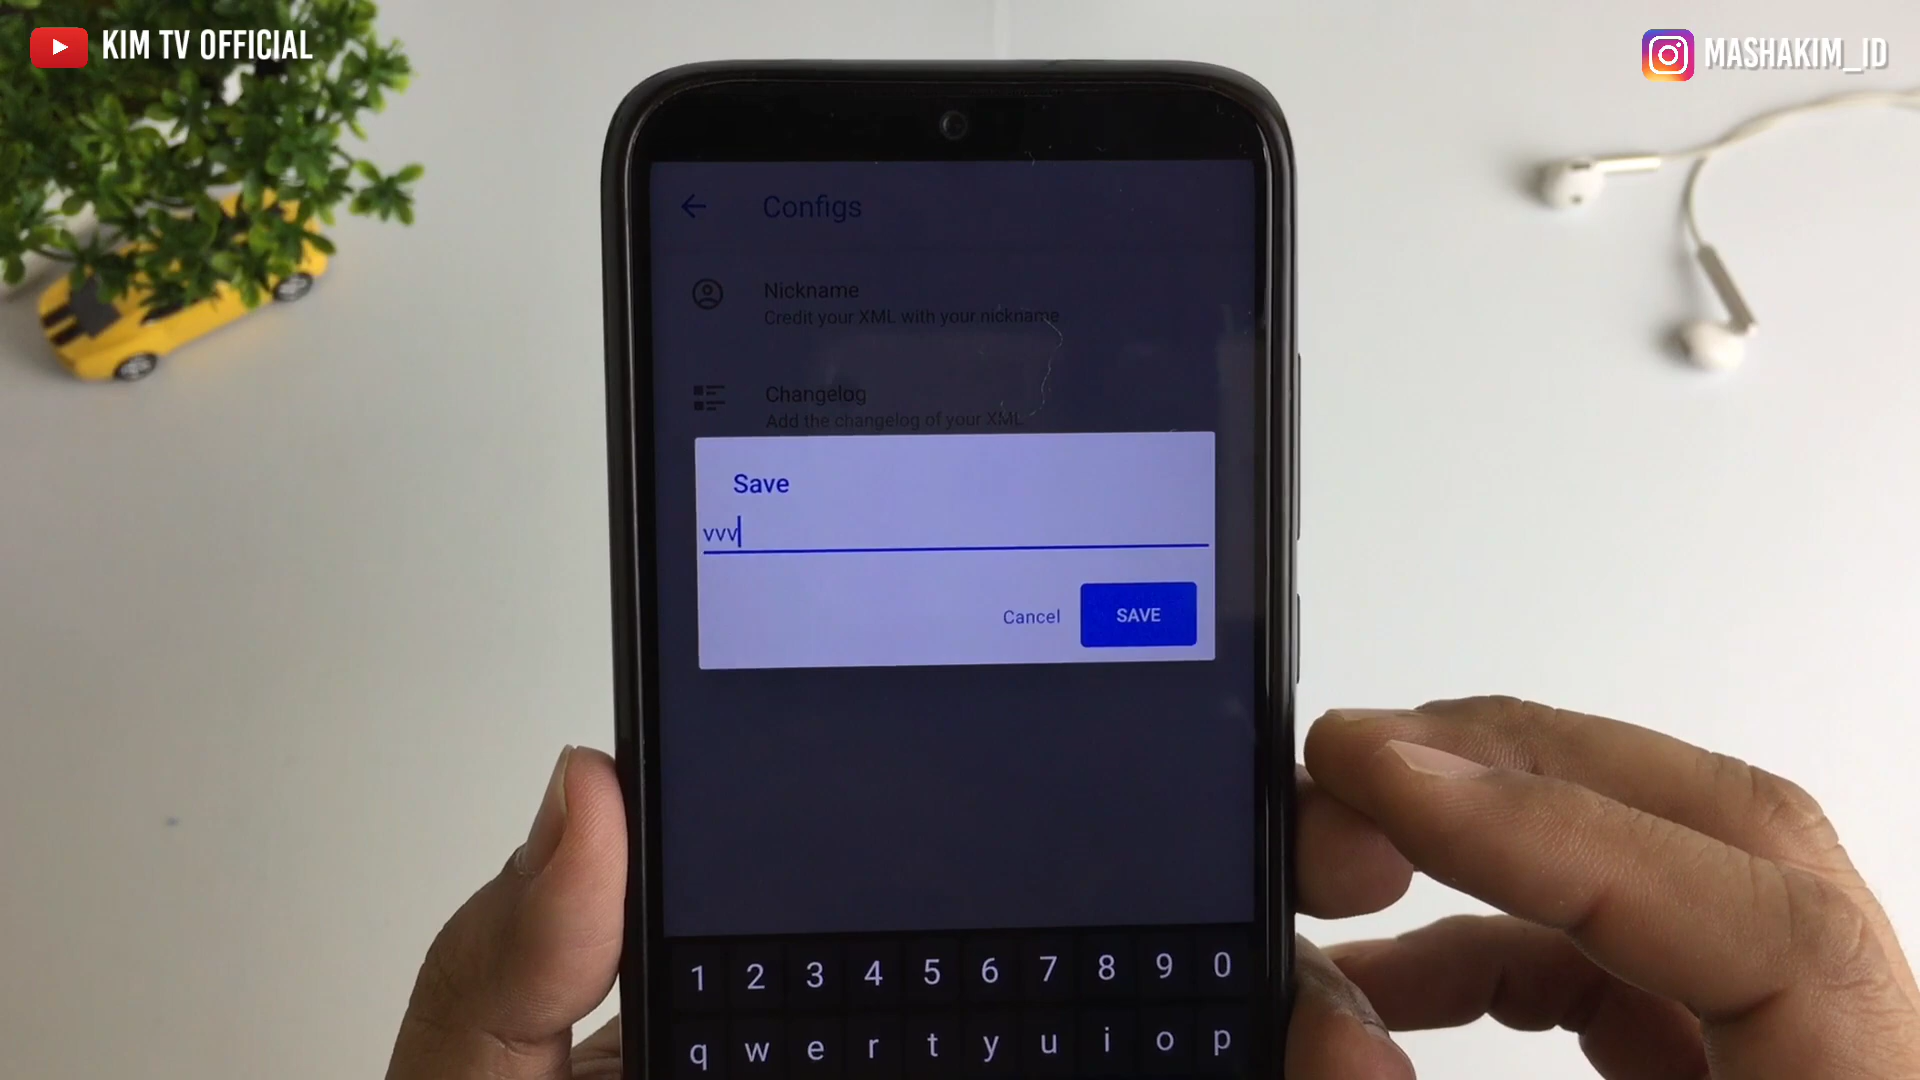 KIM TV OFFICIAL
MASHAKIM_ID
Configs
Nickname
Credit your XML with your nickname
Changelog
Add the changelog of your XML
Save
vvv
Cancel
SAVE
1 2 3 4 5 6 7 8 9 0
q w e r t y u i o p